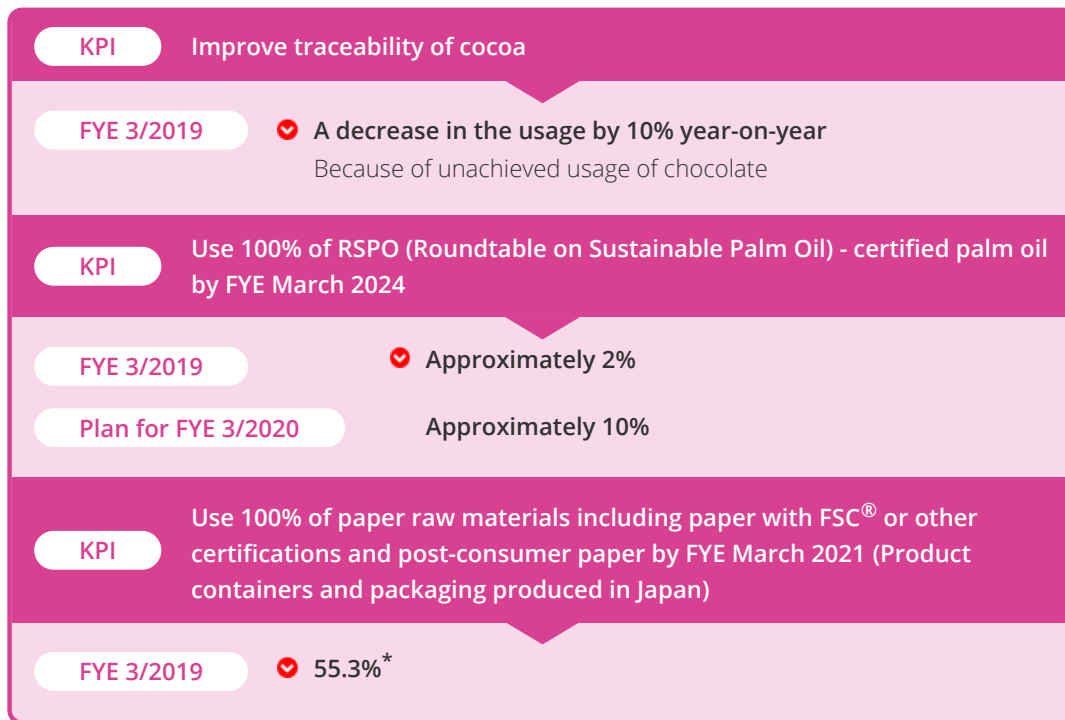 KPI Improve traceability of cocoa
FYE 3/2019 A decrease in the usage by 10% year-on-year
Because of unachieved usage of chocolate
KPI Use 100% of RSPO (Roundtable on Sustainable Palm Oil) - certified palm oil
by FYE March 2024
FYE 3/2019 Approximately 2%
Plan for FYE 3/2020 Approximately 10%
KPI Use 100% of paper raw materials including paper with FSC® or other
certifications and post-consumer paper by FYE March 2021 (Product
containers and packaging produced in Japan)
FYE 3/2019 55.3%*